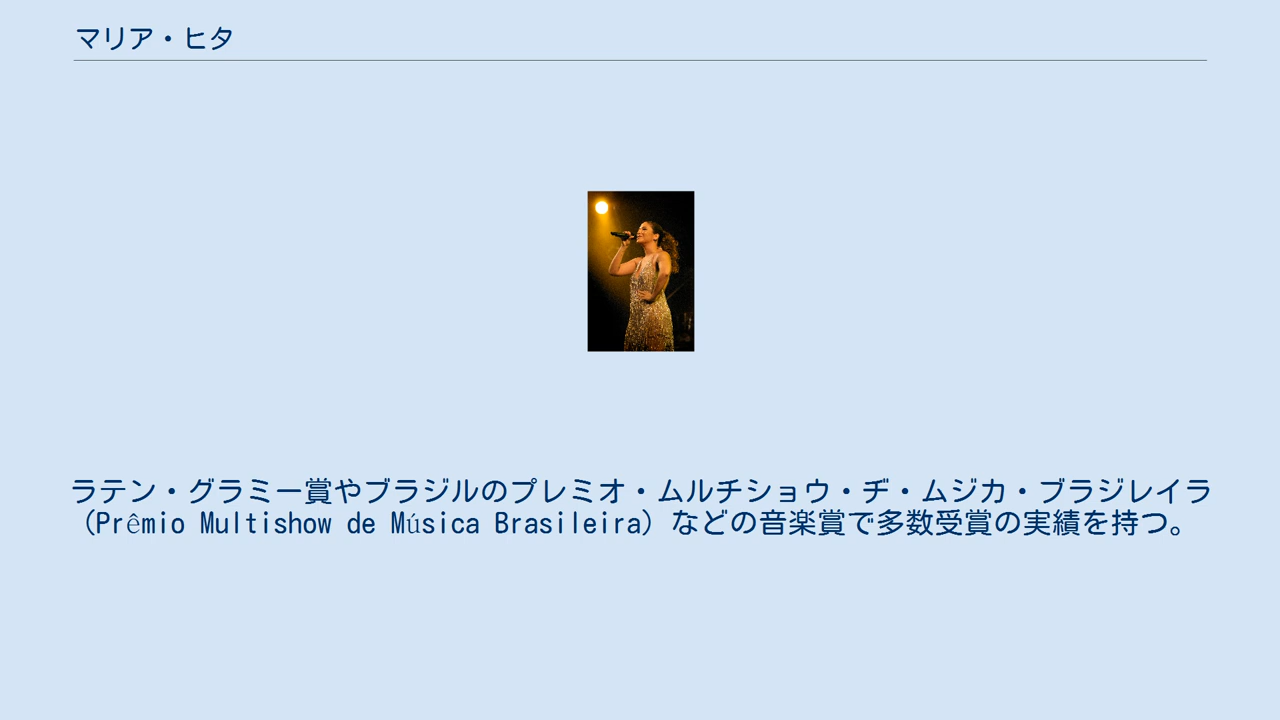 マリア・ヒタ
ラテン・グラミー賞やブラジルのプレミオ・ムルチショウ・ヂ・ムジカ・ブラジレイラ
（Prêmio Multishow de Música Brasileira）などの音楽賞で多数受賞の実績を持つ。